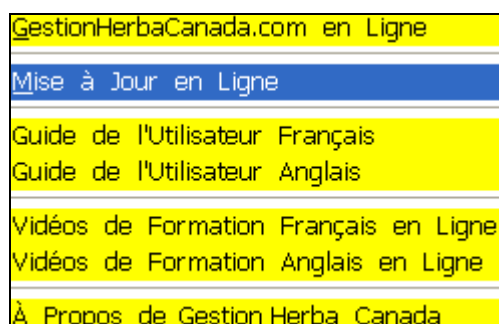 GestionHerbaCanada.com en Ligne
Mise à Jour en Ligne
Guide de l'Utilisateur Français
Guide de l'Utilisateur Anglais
Vidéos de Formation Français en Ligne
Vidéos de Formation Anglais en Ligne
À Propos de Gestion Herba Canada